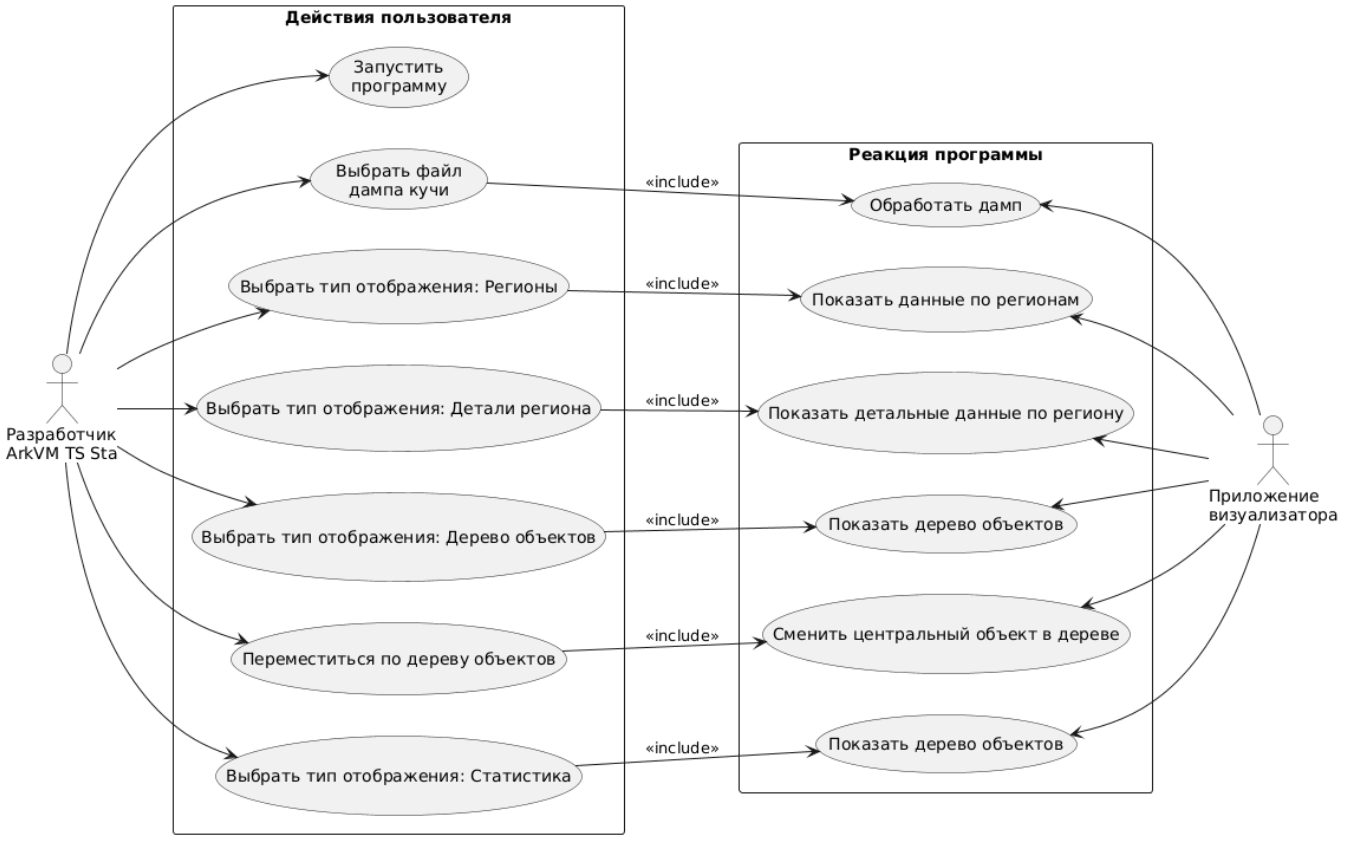 Действия пользователя
Запустить
программу
Выбрать файл
дампа кучи
Выбрать тип отображения: Регионы
Выбрать тип отображения: Детали региона
Выбрать тип отображения: Дерево объектов
Переместиться по дереву объектов
Выбрать тип отображения: Статистика
Разработчик
ArkVM TS Sta
«include»
«include»
«include»
«include»
«include»
«include»
Реакция программы
Обработать дамп
Показать данные по регионам
Показать детальные данные по региону
Показать дерево объектов
Сменить центральный объект в дереве
Показать дерево объектов
Приложение
визуализатора